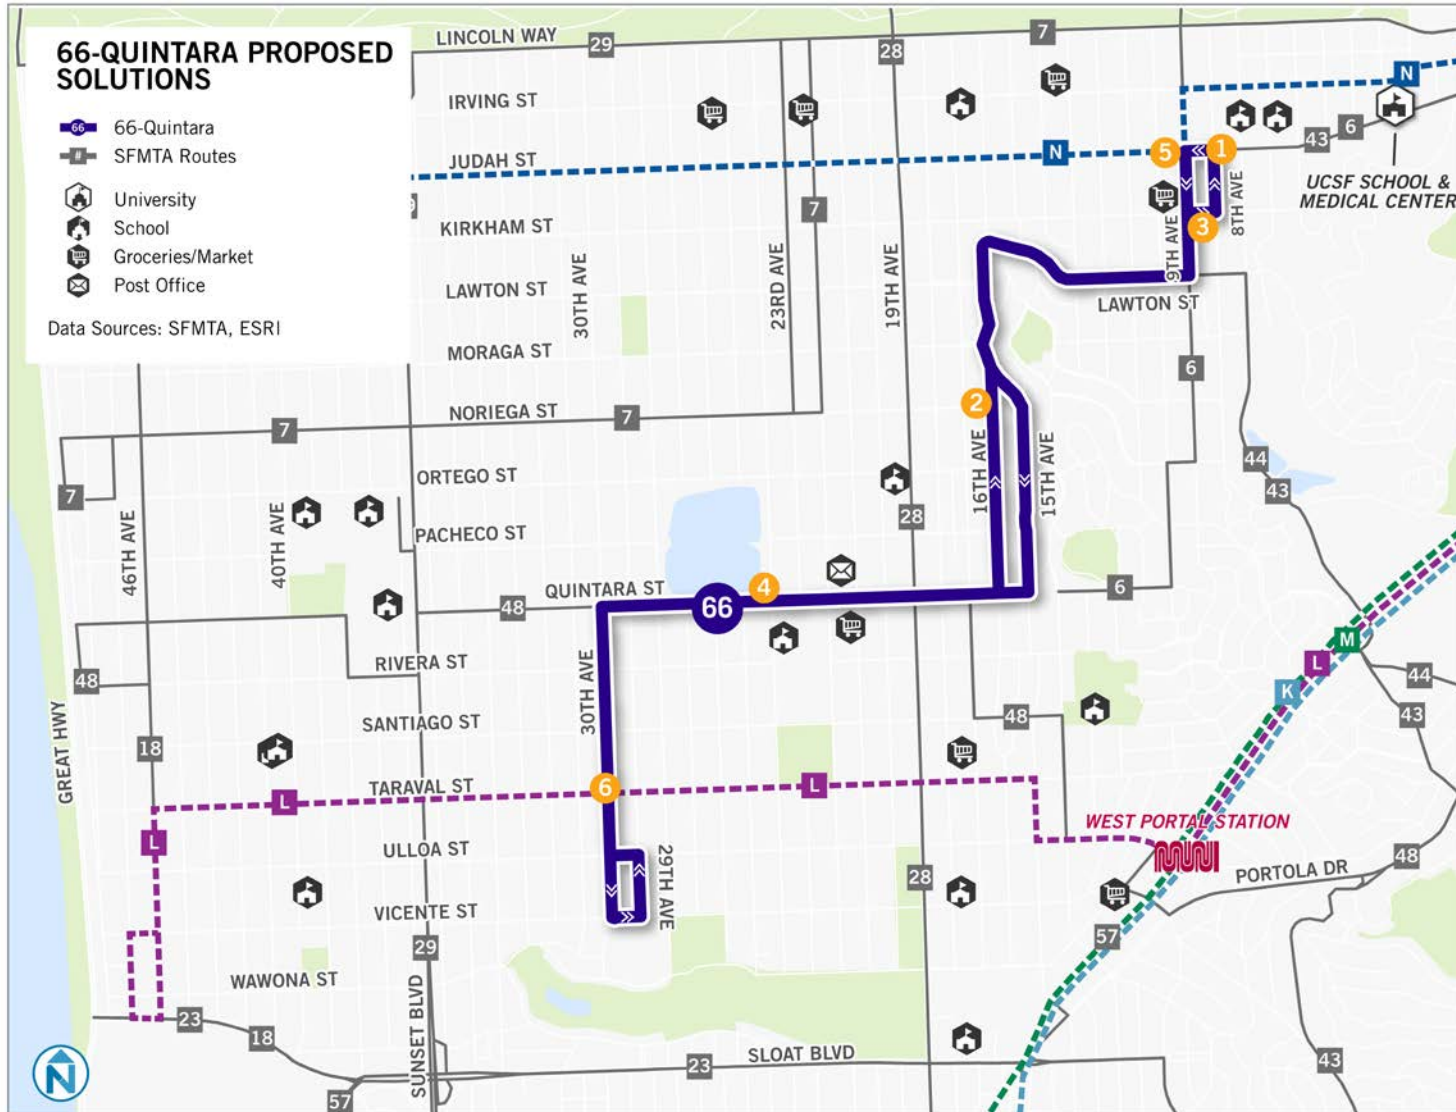 66-QUINTARA PROPOSED
SOLUTIONS
66
66-Quintara
#
SFMTA Routes
University
School
Groceries/Market
Post Office
Data Sources: SFMTA, ESRI
LINCOLN WAY
29
28
7
IRVING ST
N
JUDAH ST
N
5
1
43
6
UCSF SCHOOL &
MEDICAL CENTER
KIRKHAM ST
7
3
9TH AVE
8TH AVE
LAWTON ST
30TH AVE
23RD AVE
19TH AVE
LAWTON ST
MORAGA ST
6
NORIEGA ST
7
7
2
16TH AVE
15TH AVE
44
43
ORTEGO ST
7
46TH AVE
40TH AVE
PACHECO ST
28
QUINTARA ST
48
66
4
6
RIVERA ST
48
30TH AVE
M
L
K
44
43
GREAT HWY
SANTIAGO ST
48
18
TARAVAL ST
L
6
L
L
WEST PORTAL STATION
MUNI
ULLOA ST
29TH AVE
28
PORTOLA DR
48
VICENTE ST
57
29
WAWONA ST
SUNSET BLVD
23
18
SLOAT BLVD
23
43
57
N